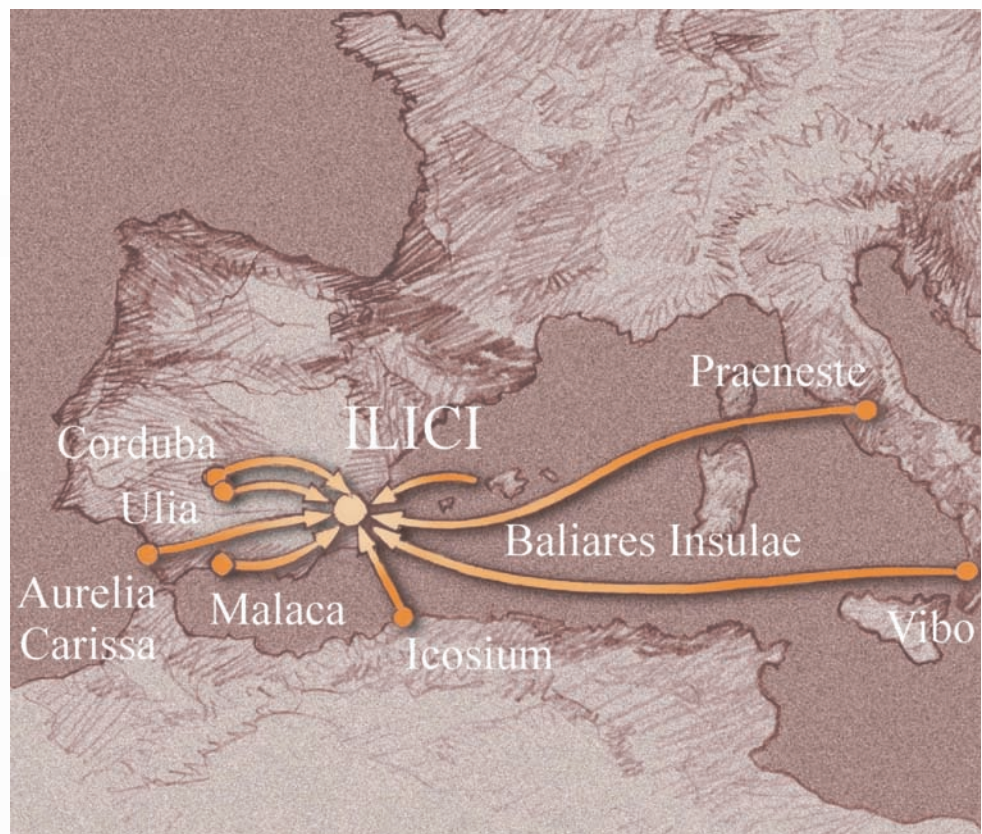 Praeneste
ILICI
Corduba
Ulia
Baliares Insulae
Aurelia
Carissa
Malaca
Vibo
Icosium